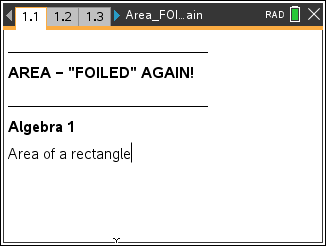 1.1 1.2 1.3 Area_FOI…ain RAD
AREA – "FOILED" AGAIN!
Algebra 1
Area of a rectangle